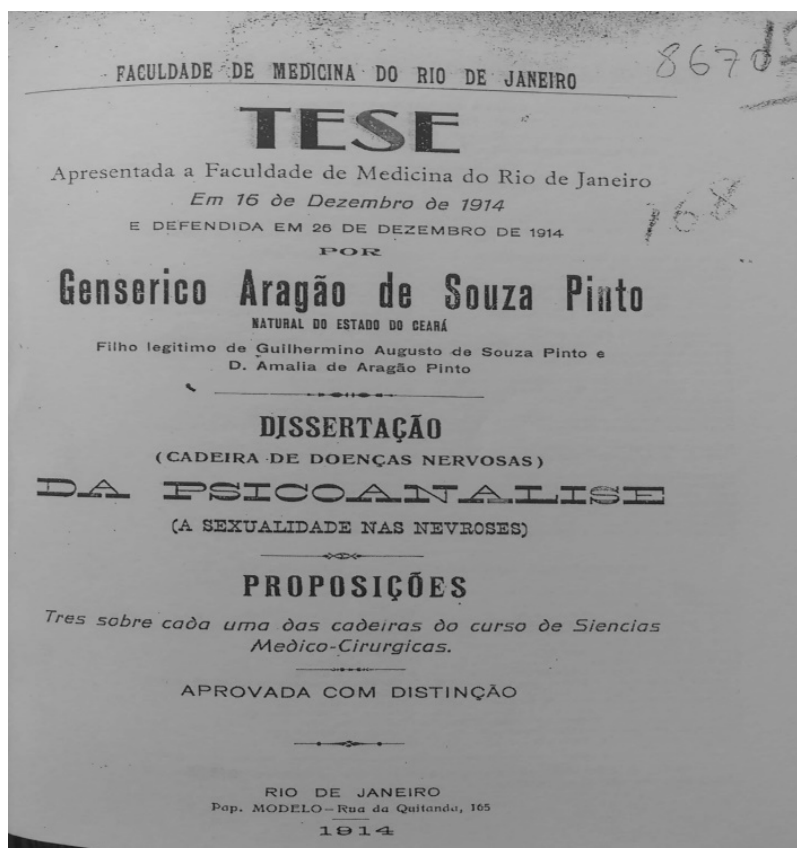 8670
FACULDADE DE MEDICINA DO RIO DE JANEIRO
TESE
Apresentada a Faculdade de Medicina do Rio de Janeiro
Em 16 de Dezembro de 1914
E DEFENDIDA EM 26 DE DEZEMBRO DE 1914
168
POR
Genserico Aragão de Souza Pinto
NATURAL DO ESTADO DO CEARÁ
Filho legitimo de Guilhermino Augusto de Souza Pinto e
D. Amalia de Aragão Pinto
DISSERTAÇÃO
(CADEIRA DE DOENÇAS NERVOSAS)
DA PSICOANALISE
(A SEXUALIDADE NAS NEVROSES)
PROPOSIÇÕES
Tres sobre cada uma das cadeiras do curso de Siencias
Medico-Cirurgicas.
APROVADA COM DISTINÇÃO
RIO DE JANEIRO
Pap. MODELO—Rua da Quitanda, 165
1914